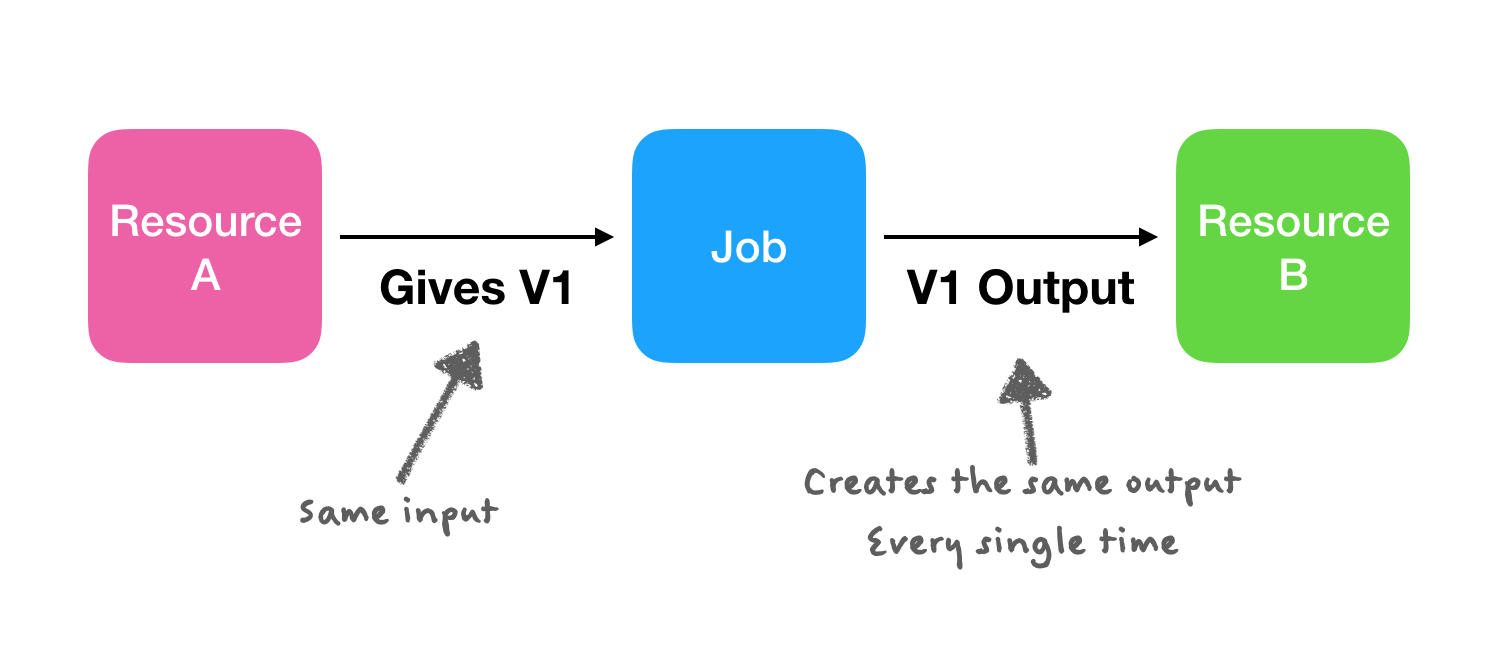 Resource
A
Gives V1
Job
V1 Output
Resource
B
Same input
Creates the same output
Every single time